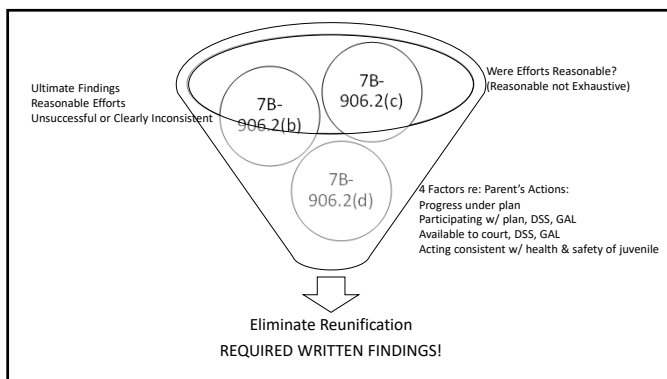 Ultimate Findings
Reasonable Efforts
Unsuccessful or Clearly Inconsistent
7B-
906.2(b)
7B-
906.2(c)
Were Efforts Reasonable?
(Reasonable not Exhaustive)
7B-
906.2(d)
4 Factors re: Parent's Actions:
Progress under plan
Participating w/ plan, DSS, GAL
Available to court, DSS, GAL
Acting consistent w/ health & safety of juvenile
Eliminate Reunification
REQUIRED WRITTEN FINDINGS!